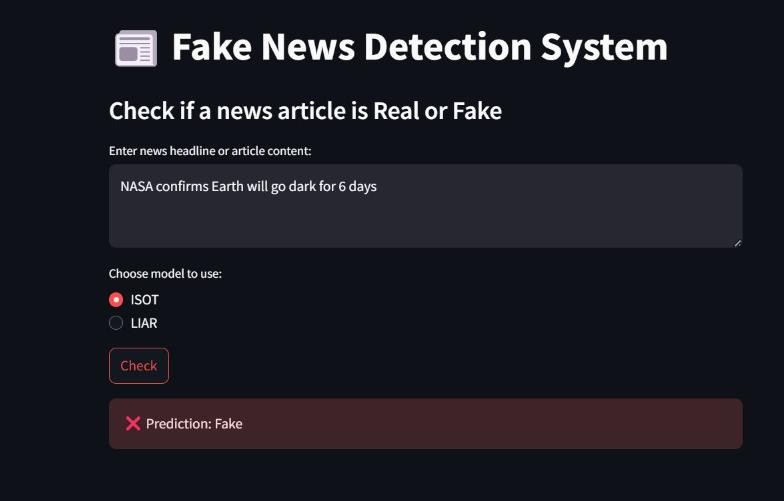 Fake News Detection System
Check if a news article is Real or Fake
Enter news headline or article content:
NASA confirms Earth will go dark for 6 days
Choose model to use:
ISOT
LIAR
Check
❌ Prediction: Fake